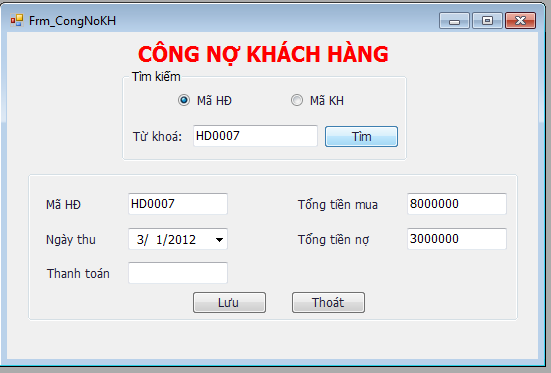 Frm_CongNoKH
CÔNG NỢ KHÁCH HÀNG
Tìm kiếm
Mã HĐ Mã KH
Từ khoá: HD0007 Tìm
Mã HĐ HD0007 Tổng tiền mua 8000000
Ngày thu 3/ 1/2012 Tổng tiền nợ 3000000
Thanh toán
Lưu Thoát